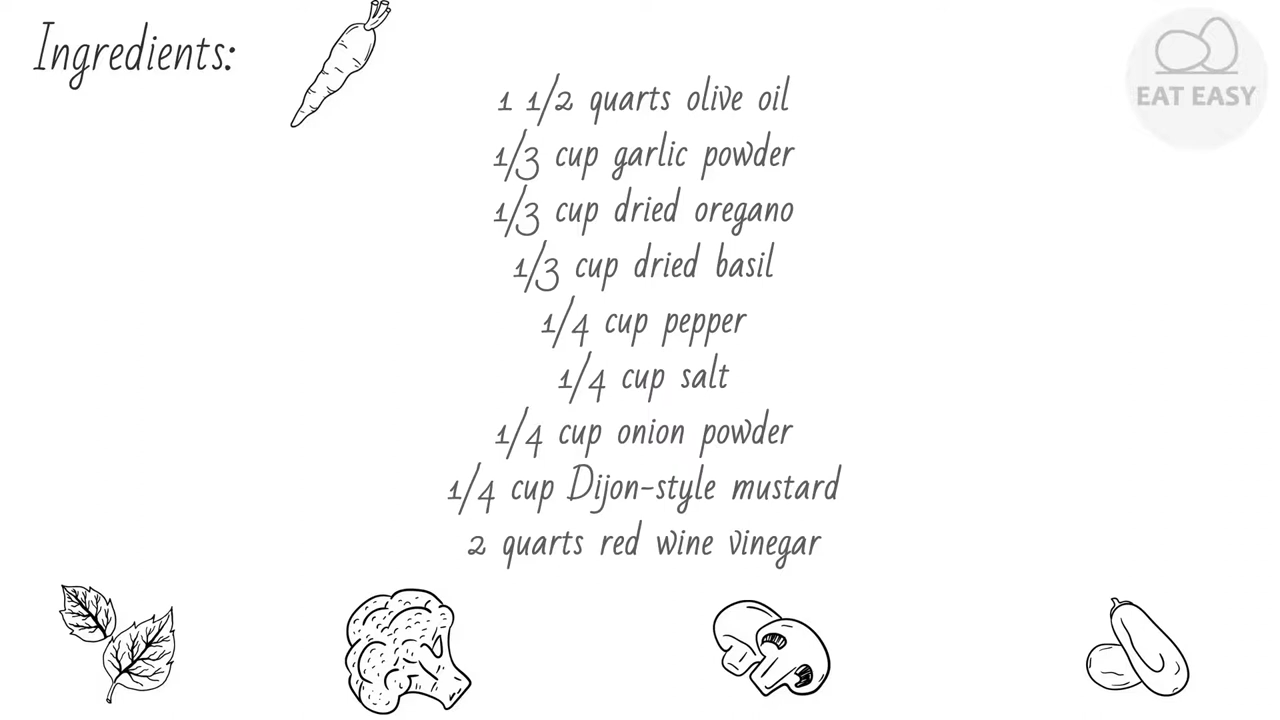 Ingredients:
EAT EASY
1 1/2 quarts olive oil
1/3 cup garlic powder
1/3 cup dried oregano
1/3 cup dried basil
1/4 cup pepper
1/4 cup salt
1/4 cup onion powder
1/4 cup Dijon-style mustard
2 quarts red wine vinegar